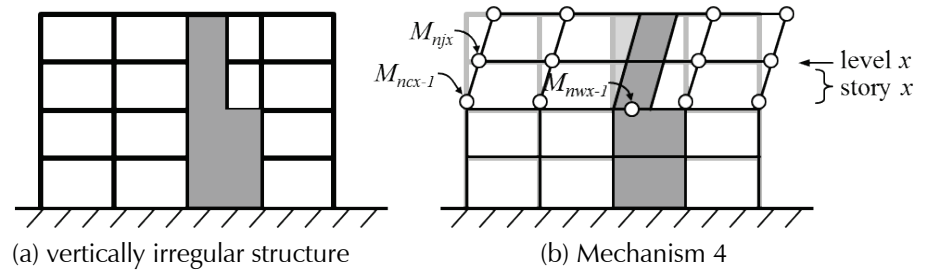 M_njx
M_ncx-1
M_nwx-1
level x
story x
(a) vertically irregular structure
(b) Mechanism 4